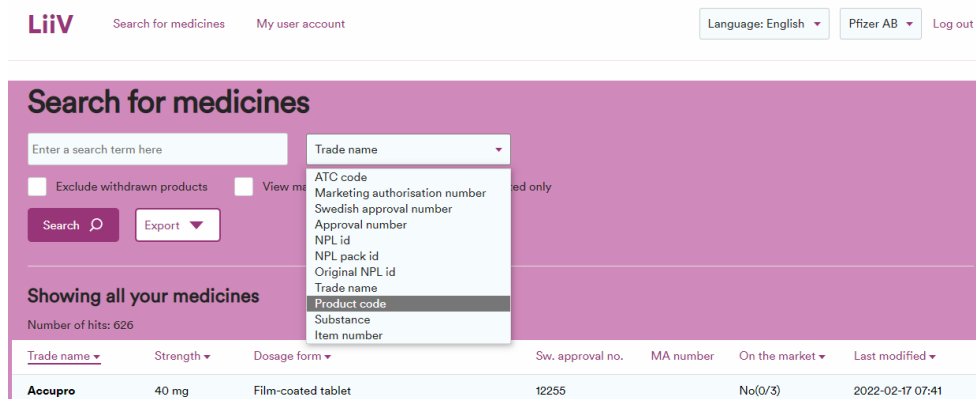 LiiV Search for medicines My user account Language: English Pfizer AB Log out
Search for medicines
Enter a search term here Trade name
ATC code
Exclude withdrawn products View ma Marketing authorisation number ted only
Swedish approval number
Search Export Approval number
NPL id
NPL pack id
Original NPL id
Showing all your medicines Trade name
Product code
Number of hits: 626 Substance
Item number
Trade name Strength Dosage form Sw. approval no. MA number On the market Last modified
Accupro 40 mg Film-coated tablet 12255 No(0/3) 2022-02-17 07:41